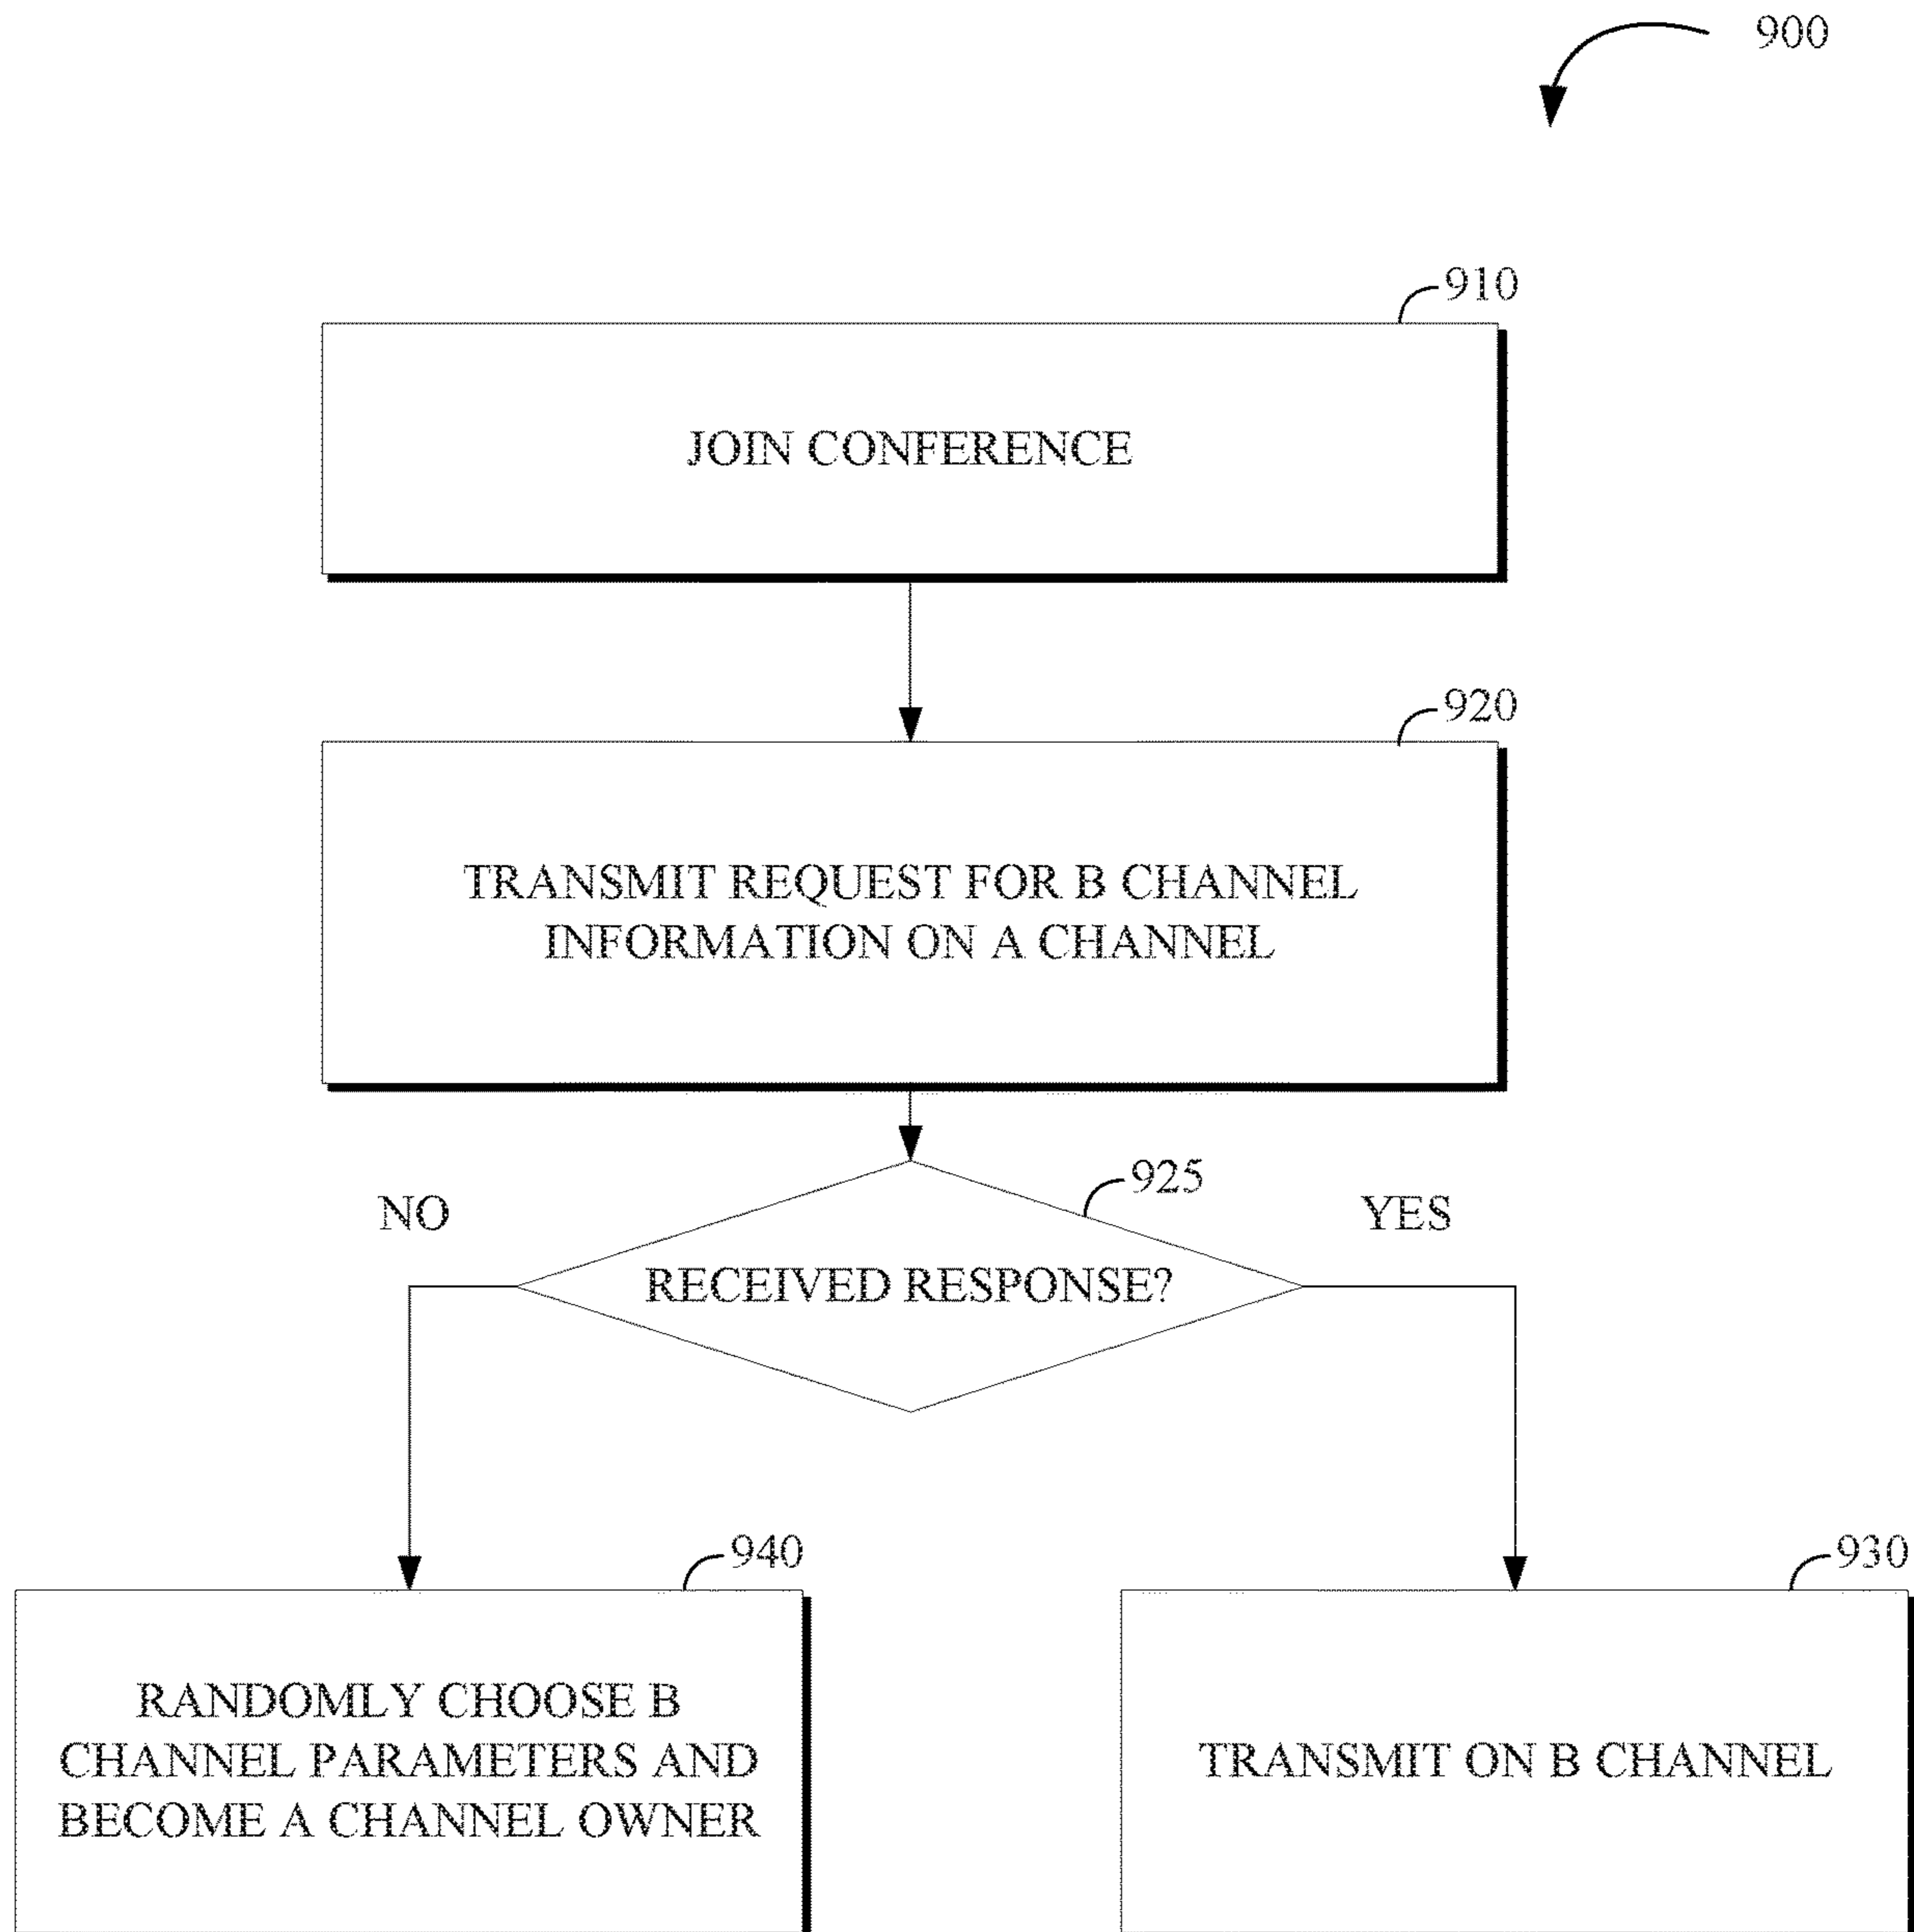 900
910
JOIN CONFERENCE
920
TRANSMIT REQUEST FOR B CHANNEL
INFORMATION ON A CHANNEL
925
NO
YES
RECEIVED RESPONSE?
940
930
RANDOMLY CHOOSE B
CHANNEL PARAMETERS AND
BECOME A CHANNEL OWNER
TRANSMIT ON B CHANNEL